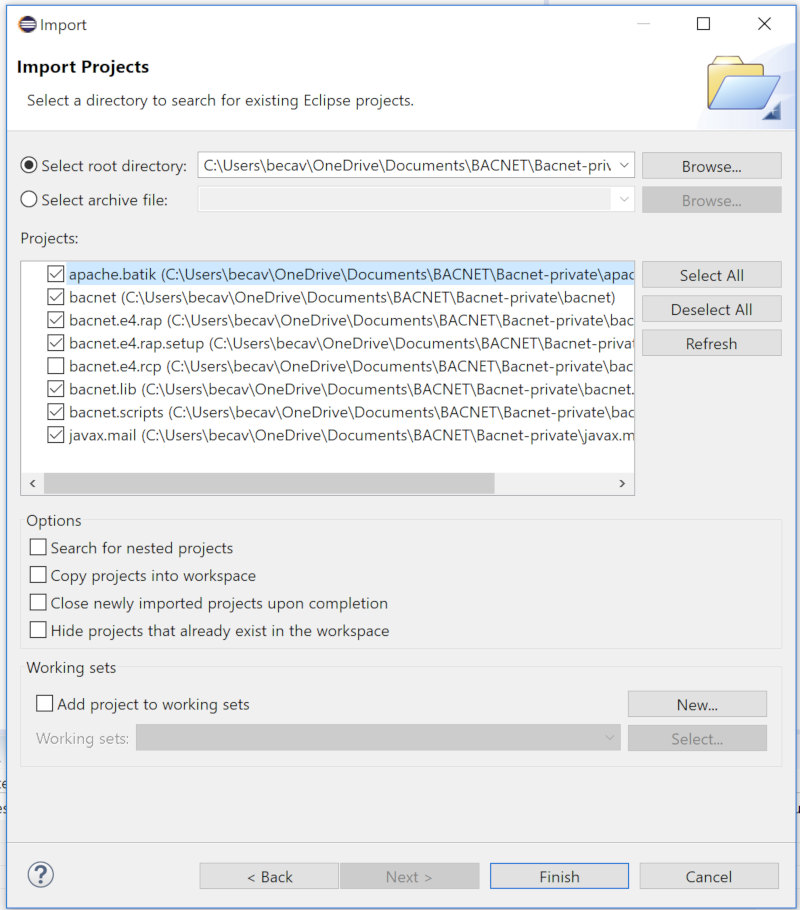 Import
Import Projects
Select a directory to search for existing Eclipse projects.
Select root directory: C:\Users\becav\OneDrive\Documents\BACNET\Bacnet-priv Browse...
Select archive file: Browse...
Projects:
apache.batik (C:\Users\becav\OneDrive\Documents\BACNET\Bacnet-private\apac Select All
bacnet (C:\Users\becav\OneDrive\Documents\BACNET\Bacnet-private\bacnet)
bacnet.e4.rap (C:\Users\becav\OneDrive\Documents\BACNET\Bacnet-private\bac Deselect All
bacnet.e4.rap.setup (C:\Users\becav\OneDrive\Documents\BACNET\Bacnet-privat Refresh
bacnet.e4.rcp (C:\Users\becav\OneDrive\Documents\BACNET\Bacnet-private\bac
bacnet.lib (C:\Users\becav\OneDrive\Documents\BACNET\Bacnet-private\bacnet.
bacnet.scripts (C:\Users\becav\OneDrive\Documents\BACNET\Bacnet-private\bac
javax.mail (C:\Users\becav\OneDrive\Documents\BACNET\Bacnet-private\javax.m
Options
Search for nested projects
Copy projects into workspace
Close newly imported projects upon completion
Hide projects that already exist in the workspace
Working sets
Add project to working sets New...
Working sets: Select...
? < Back Next > Finish Cancel